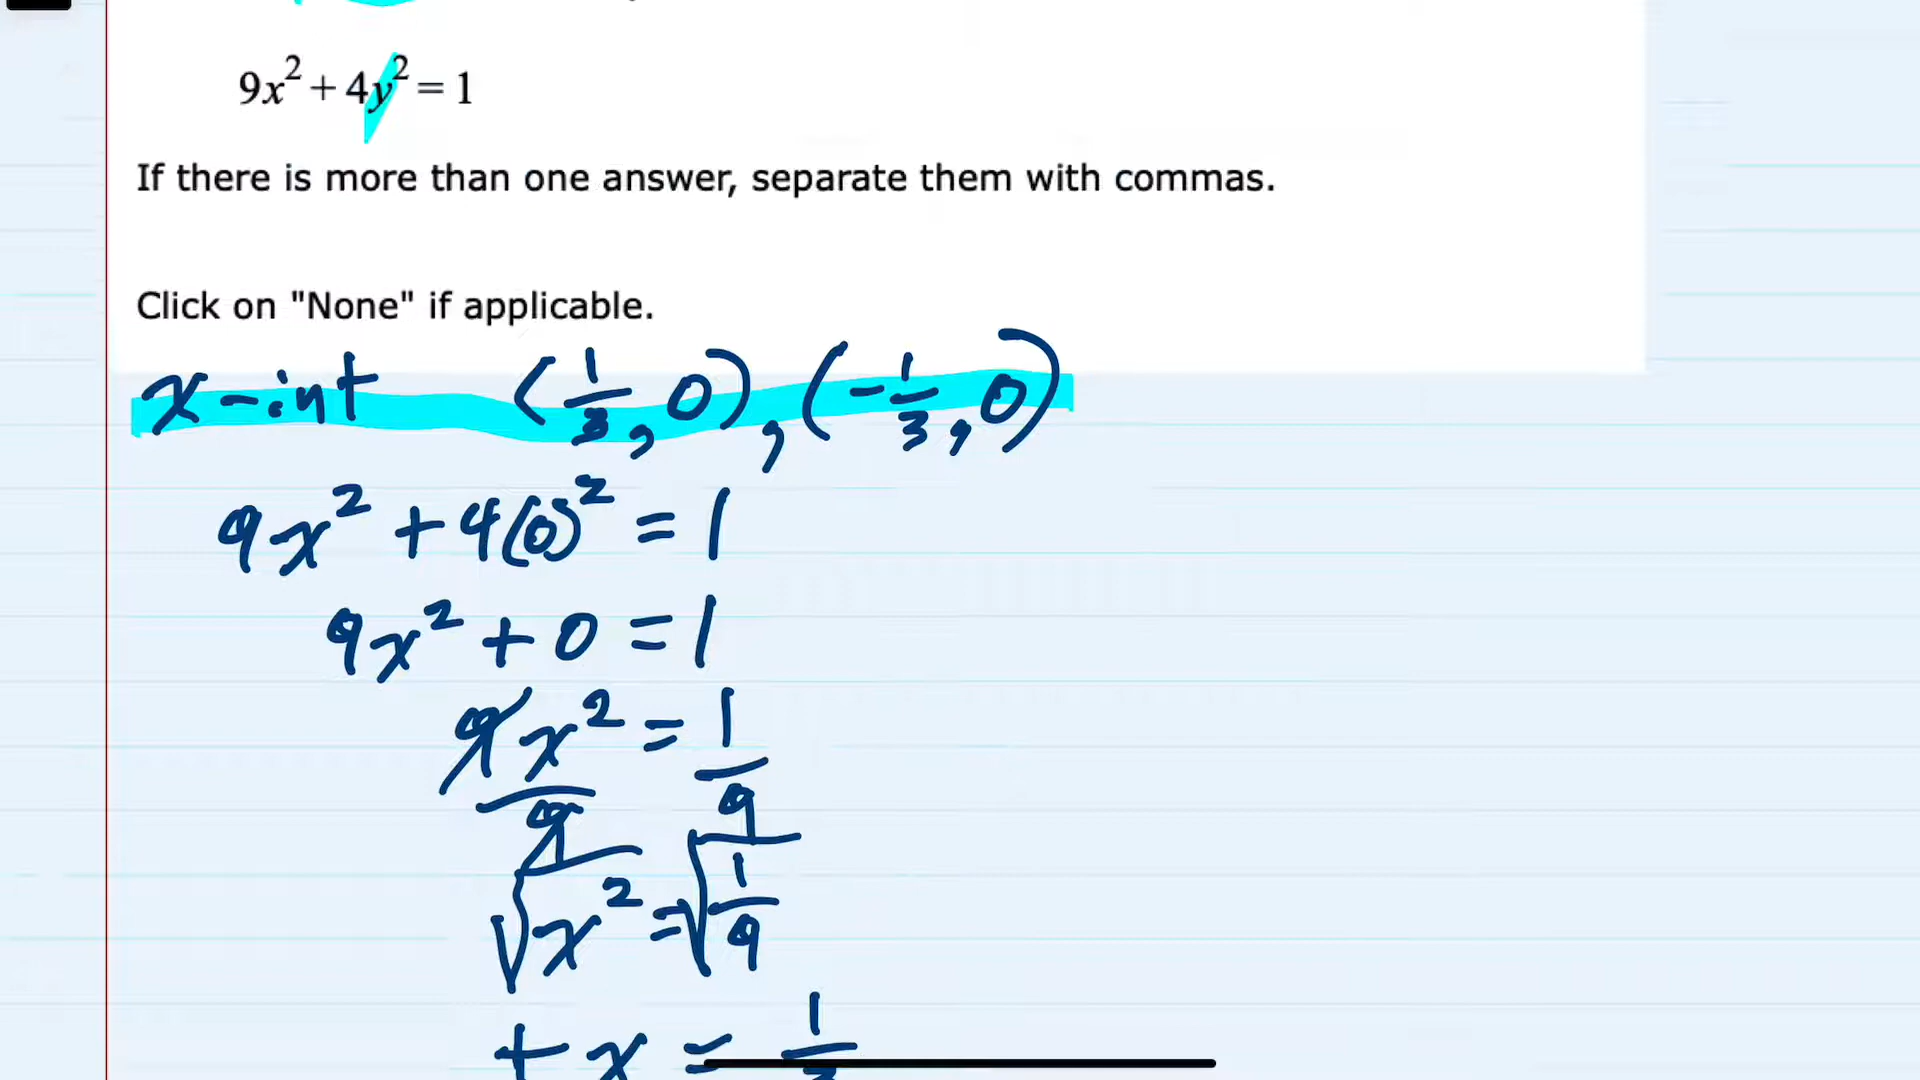 9x² + 4y² = 1
If there is more than one answer, separate them with commas.
Click on "None" if applicable.
x-int (1/3, 0), (-1/3, 0)
9x² + 4(0)² = 1
9x² + 0 = 1
9x²/9 = 1/9
√x² = √1/9
+ x = 1/3